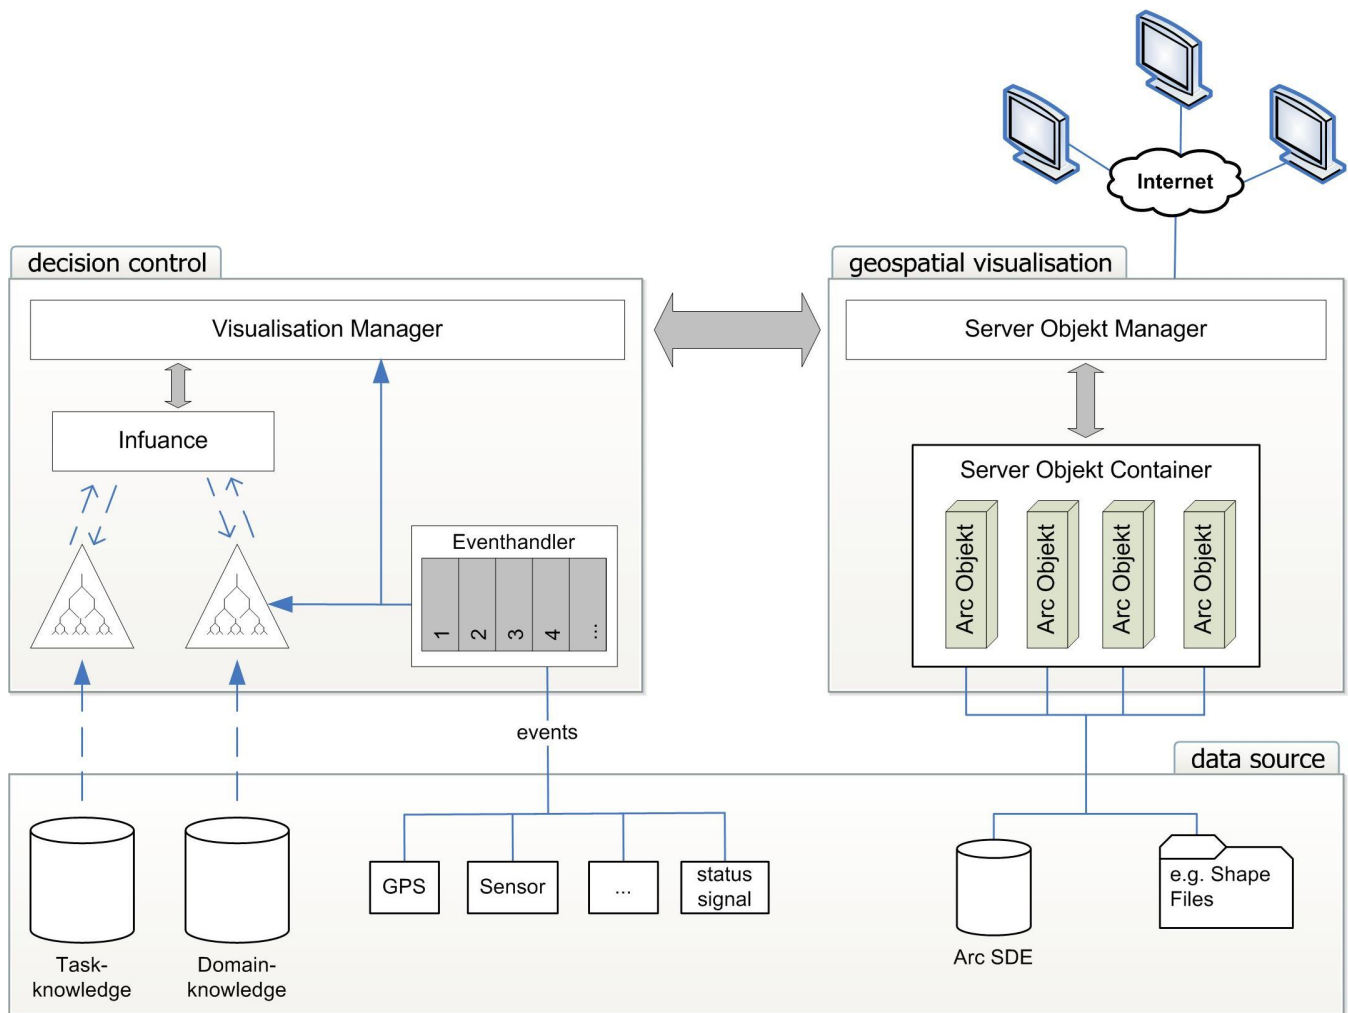 Internet
decision control
geospatial visualisation
Visualisation Manager
Server Objekt Manager
Infuance
Server Objekt Container
Eventhandler
1
2
3
4
...
Arc Objekt
Arc Objekt
Arc Objekt
Arc Objekt
events
data source
GPS
Sensor
...
status
signal
e.g. Shape
Files
Arc SDE
Task-
knowledge
Domain-
knowledge